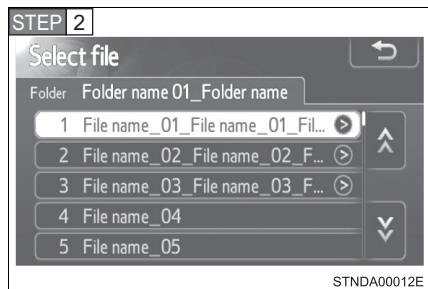 STEP 2
Select file
Folder Folder name 01_Folder name
1 File name_01_File name_01_Fil...
2 File name_02_File name_02_F...
3 File name_03_File name_03_F...
4 File name_04
5 File name_05
STNDA00012E